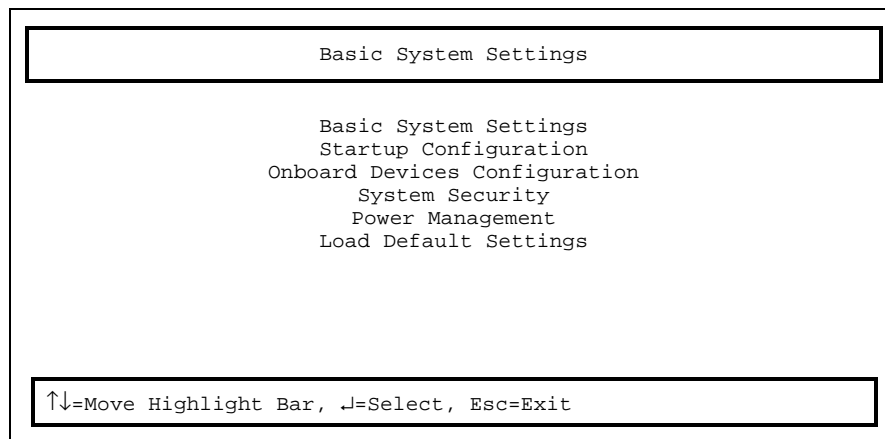 Basic System Settings
Basic System Settings
Startup Configuration
Onboard Devices Configuration
System Security
Power Management
Load Default Settings
↑↓=Move Highlight Bar, ↵=Select, Esc=Exit